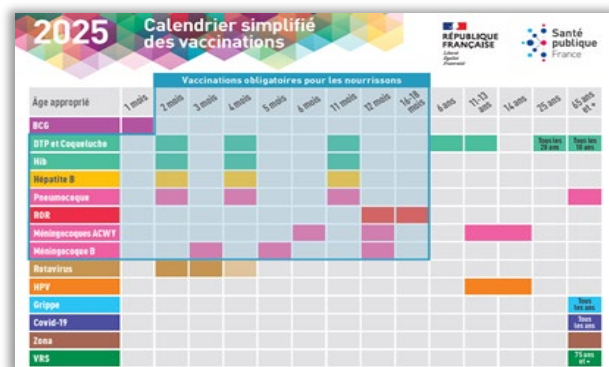 2025
Calendrier simplifié
des vaccinations
RÉPUBLIQUE
FRANÇAISE
Liberté
Égalité
Fraternité
Santé
publique
France
Vaccinations obligatoires pour les nourrissons
Âge approprié
1 mois
2 mois
3 mois
4 mois
5 mois
6 mois
11 mois
12 mois
16-18
mois
6 ans
11-13
ans
14 ans
25 ans
65 ans
et +
BCG
DTP et Coqueluche
Tous les
20 ans
Tous les
10 ans
Hib
Hépatite B
Pneumocoque
ROR
Méningocoques ACWY
Méningocoque B
Rotavirus
HPV
Grippe
Tous
les ans
Covid-19
Tous
les ans
Zona
VRS
75 ans
et +